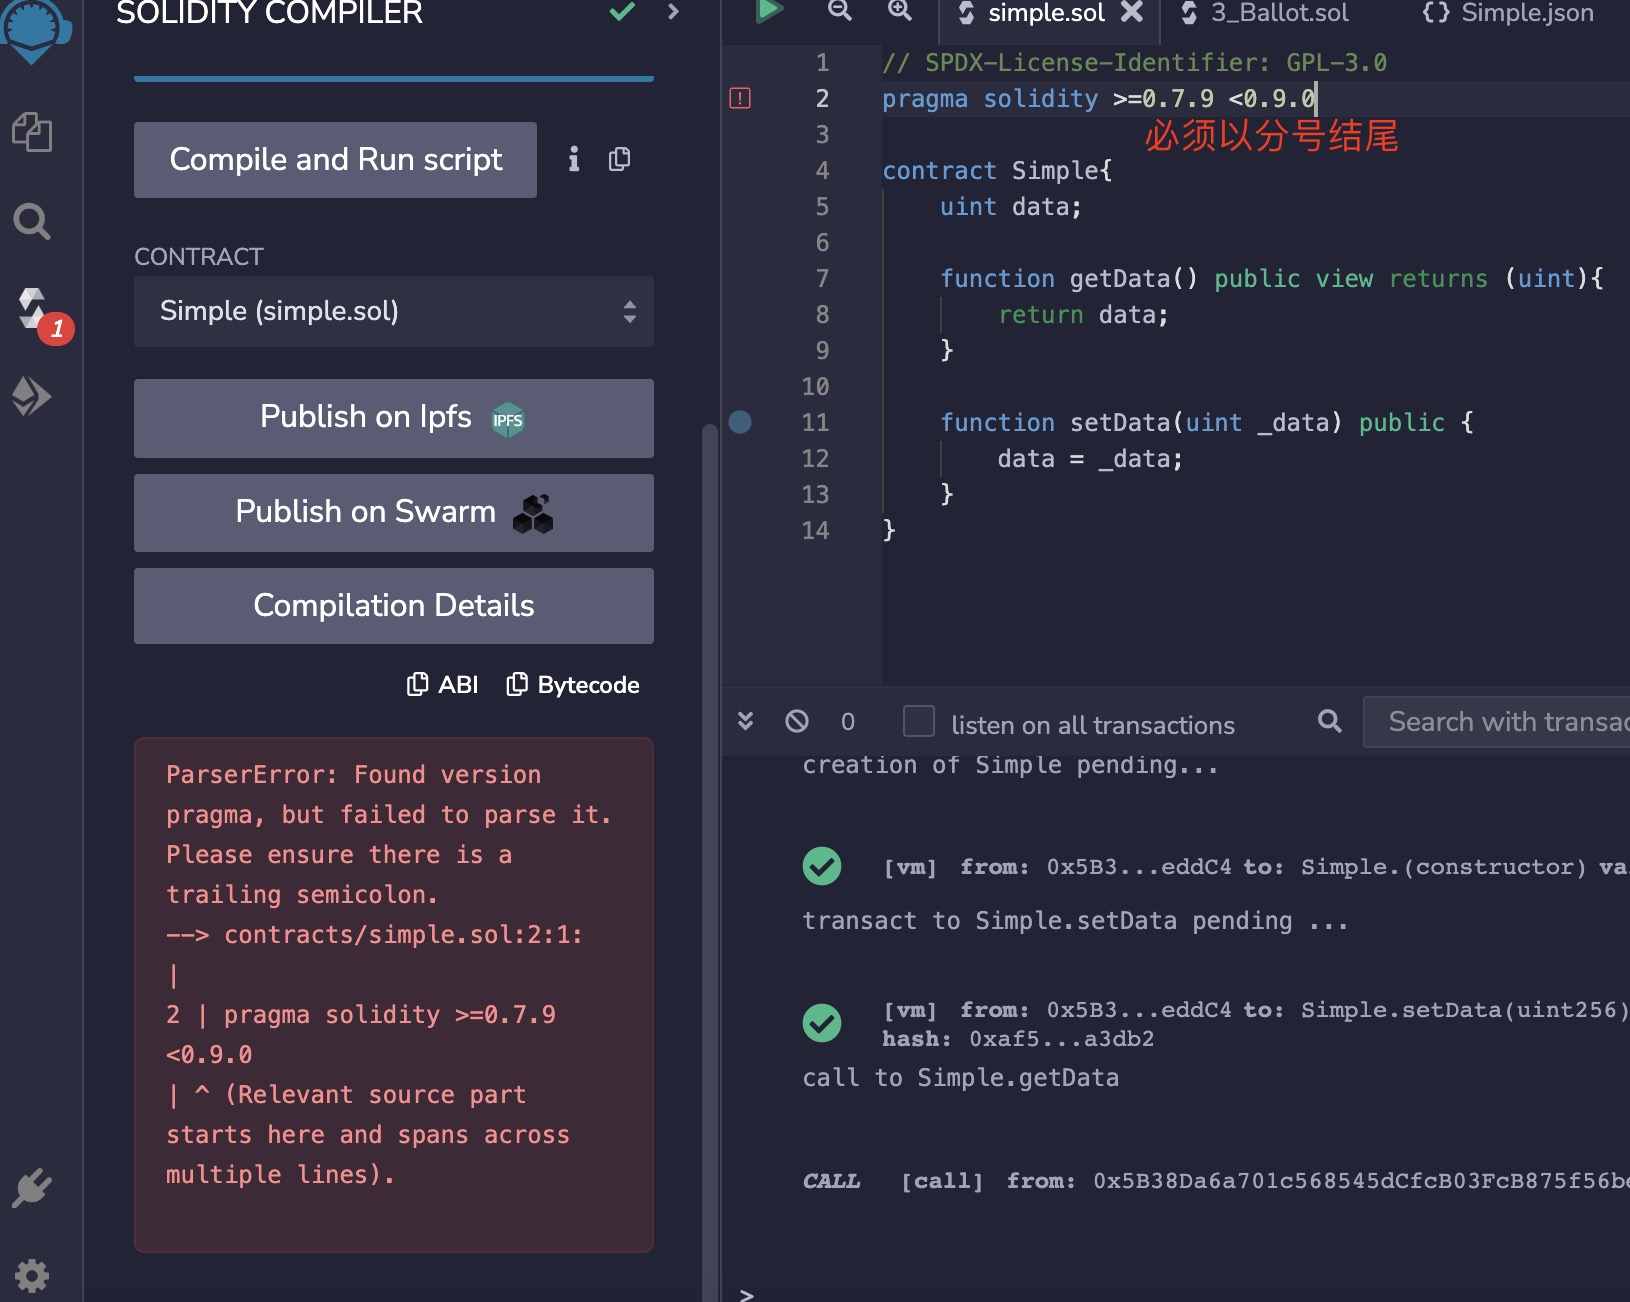 SOLIDITY COMPILER
Compile and Run script
CONTRACT
Simple (simple.sol)
1
Publish on Ipfs
IPFS
Publish on Swarm
Compilation Details
ABI
Bytecode
ParserError: Found version
pragma, but failed to parse it.
Please ensure there is a
trailing semicolon.
--> contracts/simple.sol:2:1:
|
2 | pragma solidity >=0.7.9
<0.9.0
| ^ (Relevant source part
starts here and spans across
multiple lines).
simple.sol
3_Ballot.sol
{} Simple.json
1 // SPDX-License-Identifier: GPL-3.0
2 pragma solidity >=0.7.9 <0.9.0
3
必须以分号结尾
4 contract Simple{
5 uint data;
6
7 function getData() public view returns (uint){
8 return data;
9 }
10
11 function setData(uint _data) public {
12 data = _data;
13 }
14 }
0
listen on all transactions
Search with transac
creation of Simple pending...
[vm] from: 0x5B3...eddC4 to: Simple.(constructor) va
transact to Simple.setData pending ...
[vm] from: 0x5B3...eddC4 to: Simple.setData(uint256)
hash: 0xaf5...a3db2
call to Simple.getData
CALL [call] from: 0x5B38Da6a701c568545dCfcB03FcB875f56be
>